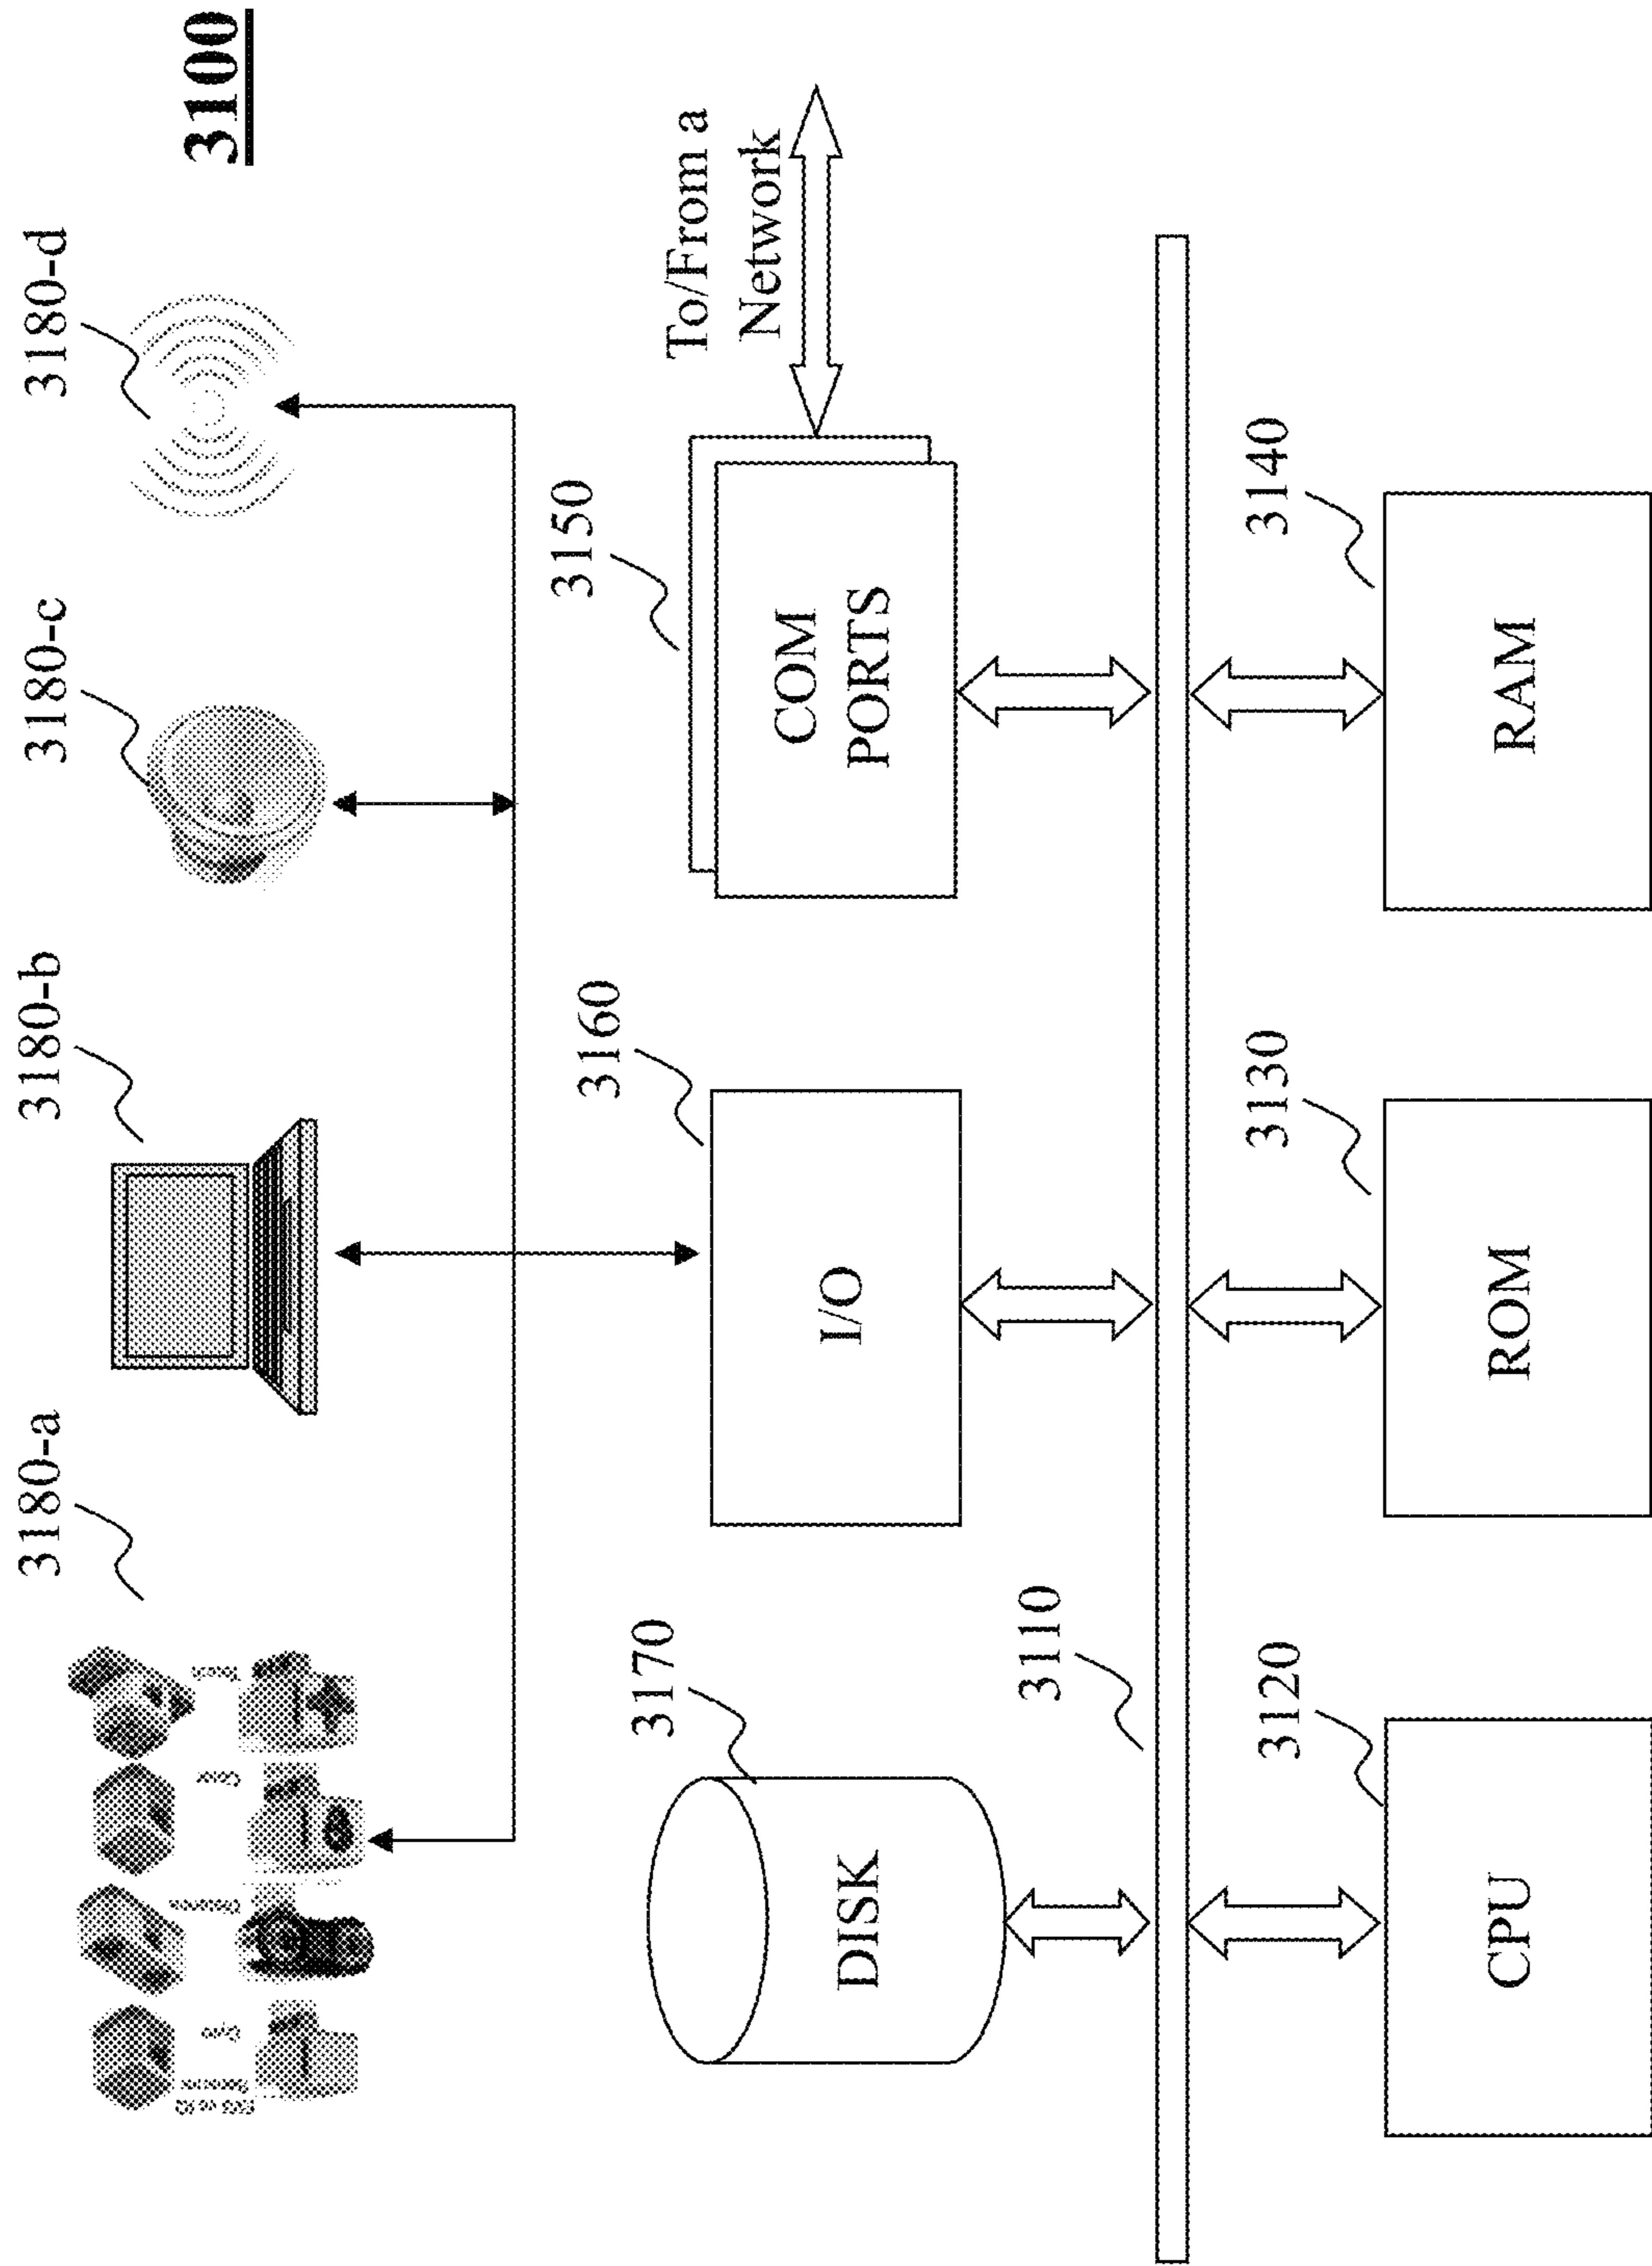 3100
3180-a
3180-b
3180-c
3180-d
3170
DISK
3160
I/O
3150
COM
PORTS
To/From a
Network
3110
3120
CPU
3130
ROM
3140
RAM